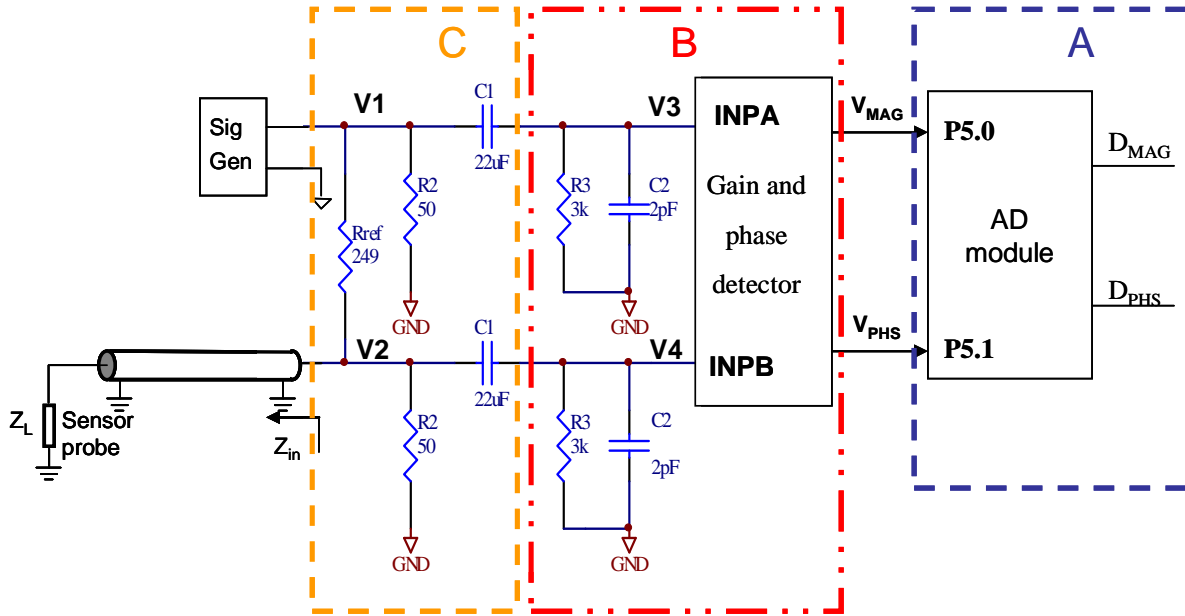 C
B
A
Sig
Gen
V1
C1
22uF
R2
50
Rref
249
GND
V3
R3
3k
C2
2pF
GND
INPA
Gain and
phase
detector
INPB
VMAG
VPHS
P5.0
AD
module
P5.1
DMAG
DPHS
V2
C1
22uF
R2
50
GND
V4
R3
3k
C2
2pF
GND
ZL
Sensor
probe
Zin